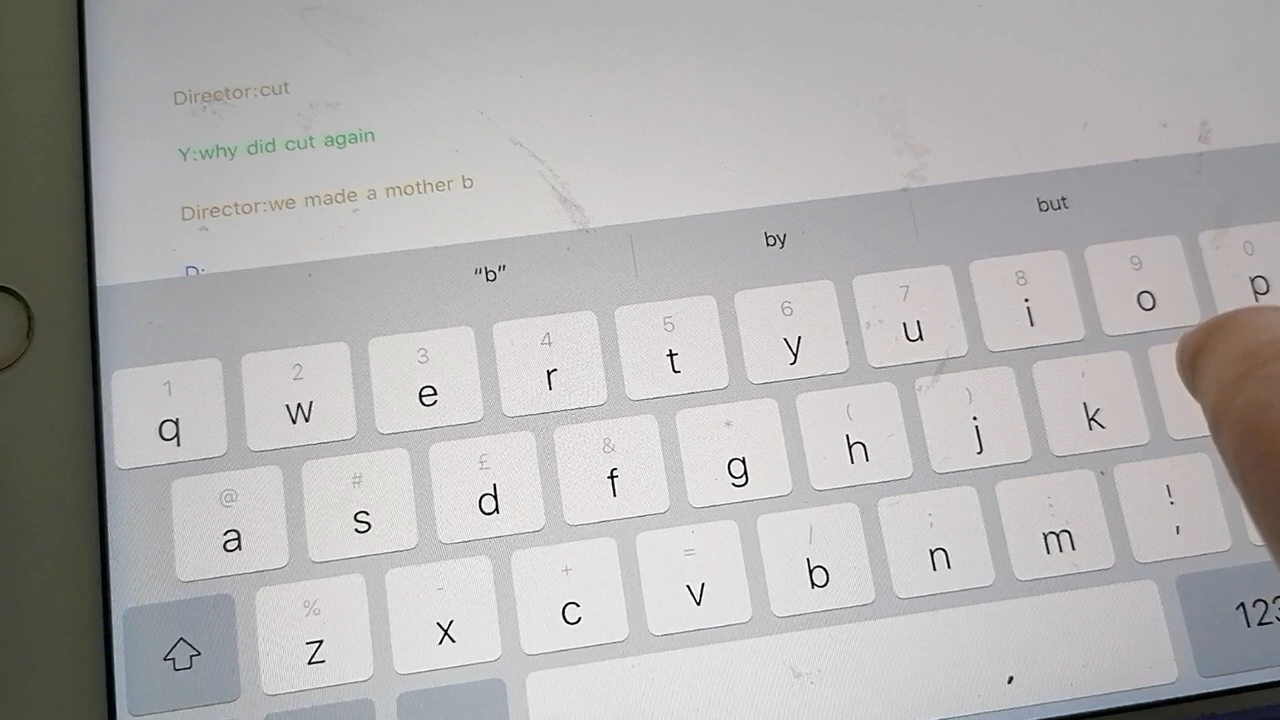 Director:cut
Y:why did cut again
Director:we made a mother b
D:
"b" by but
1 2 3 4 5 6 7 8 9 0
q w e r t y u i o p
@ # £ & * ( ) '
a s d f g h j k
% - + = / ; : !
z x c v b n m ,
123